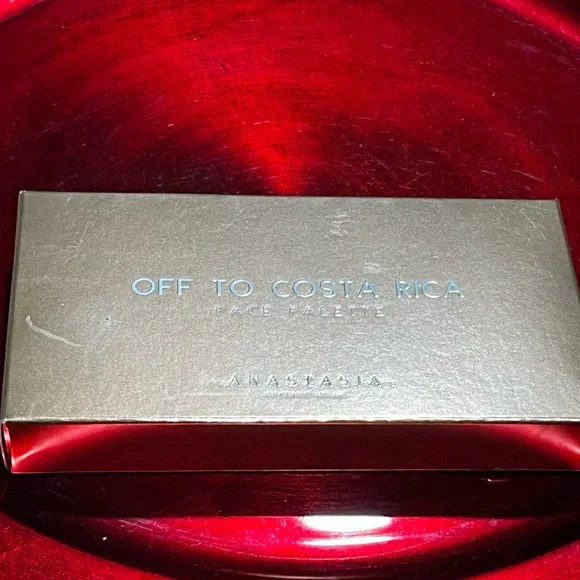 OFF TO COSTA RICA
FACE PALETTE
ANASTASIA